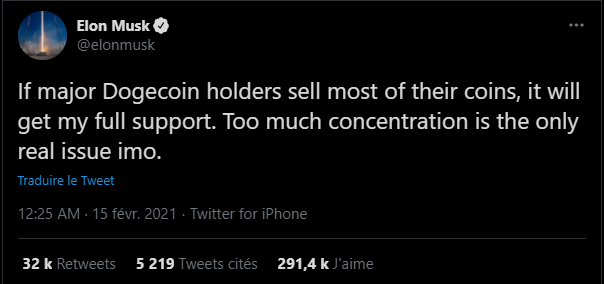 Elon Musk
@elonmusk
If major Dogecoin holders sell most of their coins, it will
get my full support. Too much concentration is the only
real issue imo.
Traduire le Tweet
12:25 AM · 15 févr. 2021 · Twitter for iPhone
32 k Retweets 5 219 Tweets cités 291,4 k J'aime